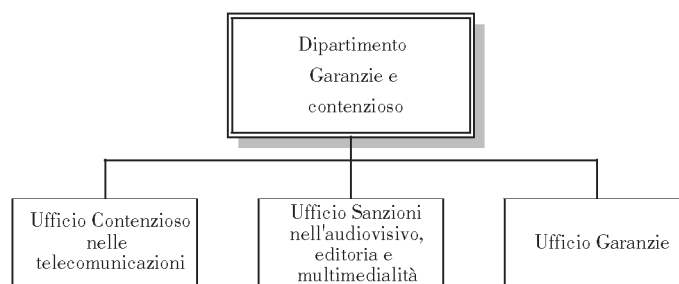 Dipartimento
Garanzie e
contenzioso
Ufficio Contenzioso
nelle
telecomunicazioni
Ufficio Sanzioni
nell'audiovisivo,
editoria e
multimedialità
Ufficio Garanzie